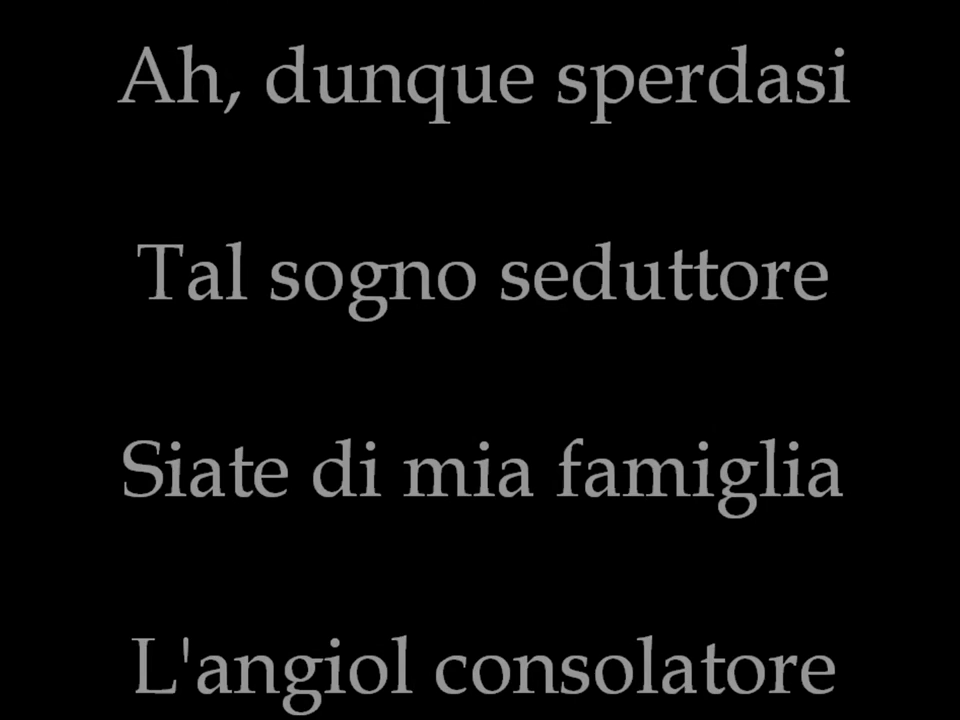 Ah, dunque sperdasi
Tal sogno seduttore
Siate di mia famiglia
L'angiol consolatore